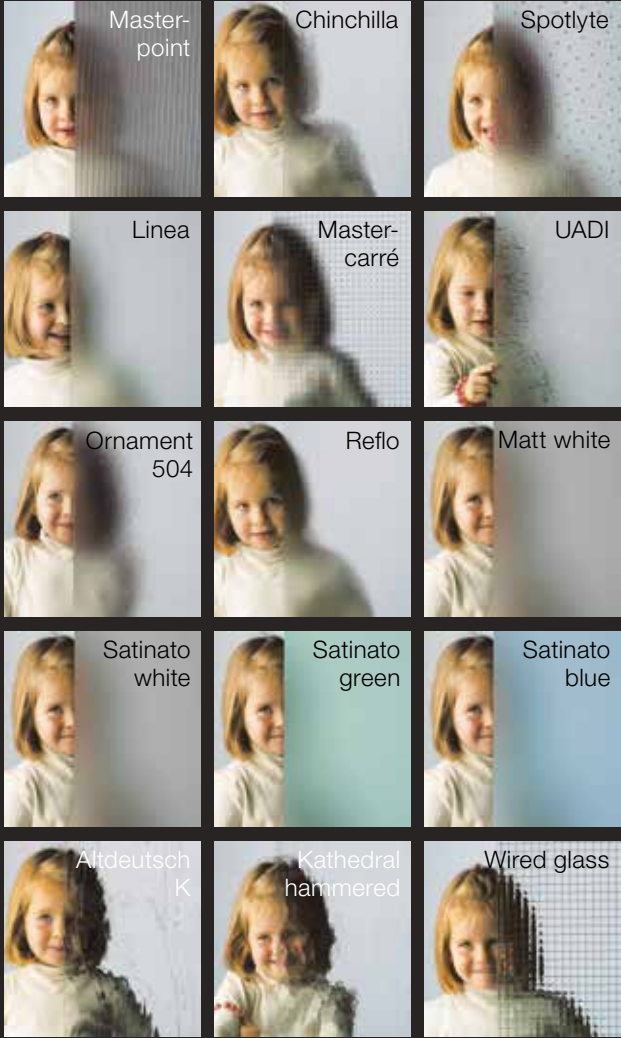 Master-
point
Chinchilla
Spotlyte
Linea
Master-
carré
UADI
Ornament
504
Reflo
Matt white
Satinato
white
Satinato
green
Satinato
blue
Altdeutsch
K
Kathedral
hammered
Wired glass